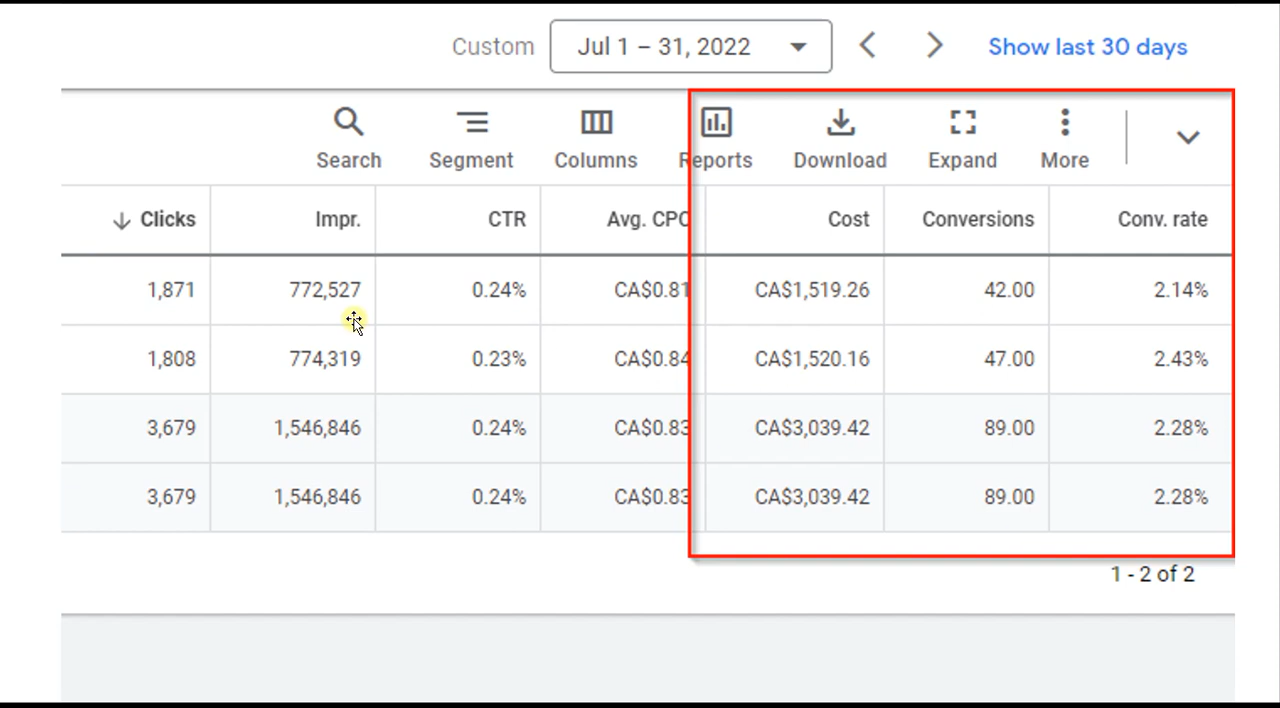 Custom Jul 1 – 31, 2022 Show last 30 days
Search Segment Columns Reports Download Expand More
Clicks Impr. CTR Avg. CPC Cost Conversions Conv. rate
1,871 772,527 0.24% CA$0.81 CA$1,519.26 42.00 2.14%
1,808 774,319 0.23% CA$0.84 CA$1,520.16 47.00 2.43%
3,679 1,546,846 0.24% CA$0.83 CA$3,039.42 89.00 2.28%
3,679 1,546,846 0.24% CA$0.83 CA$3,039.42 89.00 2.28%
1 - 2 of 2